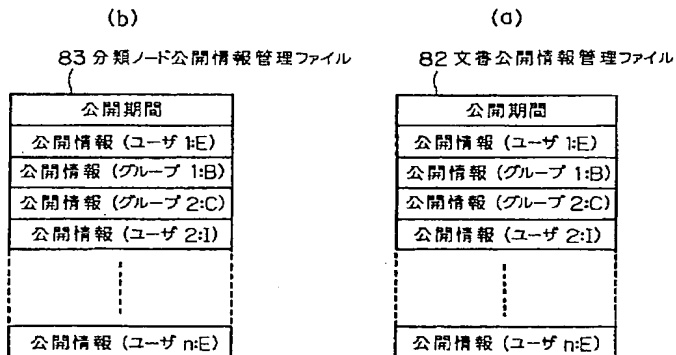 (b)
83 分類ノード公開情報管理ファイル
公開期間
公開情報 (ユーザ 1:E)
公開情報 (グループ 1:B)
公開情報 (グループ 2:C)
公開情報 (ユーザ 2:I)
公開情報 (ユーザ n:E)
(a)
82 文書公開情報管理ファイル
公開期間
公開情報 (ユーザ 1:E)
公開情報 (グループ 1:B)
公開情報 (グループ 2:C)
公開情報 (ユーザ 2:I)
公開情報 (ユーザ n:E)